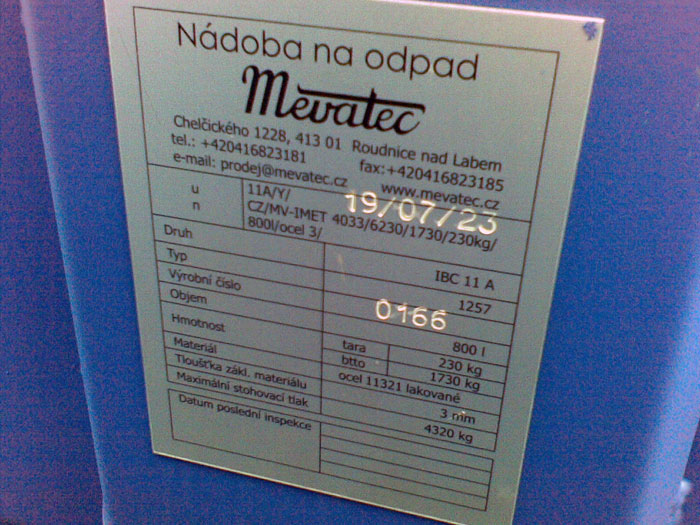 Nádoba na odpad
Mevatec
Chelčického 1228, 413 01 Roudnice nad Labem
tel.: +420416823181 fax:+420416823185
e-mail: prodej@mevatec.cz www.mevatec.cz
u n 11A/Y/ 19/07/23
CZ/MV-IMET 4033/6230/1730/230kg/
800l/ocel 3/
Druh IBC 11 A
Typ 1257
Výrobní číslo 0166
Objem 800 l
Hmotnost tara 230 kg
btto 1730 kg
Materiál ocel 11321 lakované
Tloušťka zákl. materiálu 3 mm
Maximální stohovací tlak 4320 kg
Datum poslední inspekce